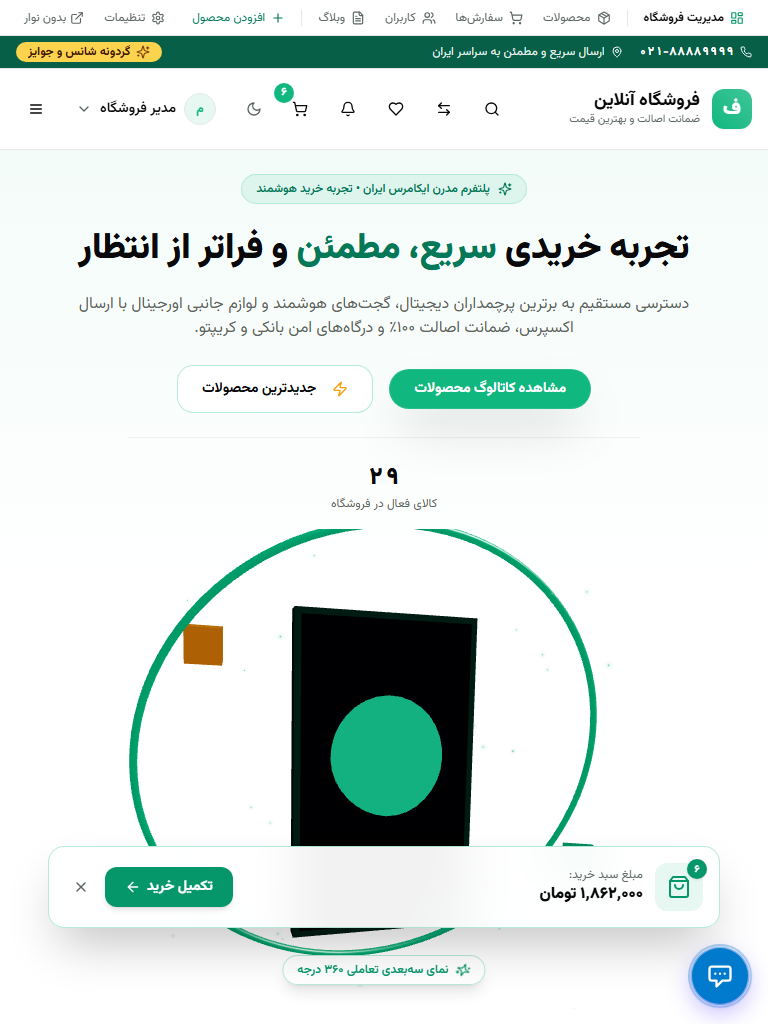 مدیریت فروشگاه
محصولات
سفارش‌ها
کاربران
وبلاگ
افزودن محصول
تنظیمات
بدون نوار
۰۲۱-۸۸۸۸۹۹۹۹
ارسال سریع و مطمئن به سراسر ایران
گردونه شانس و جوایز
ف
فروشگاه آنلاین
ضمانت اصالت و بهترین قیمت
۶
م
مدیر فروشگاه
پلتفرم مدرن ایکامرس ایران • تجربه خرید هوشمند
تجربه خریدی سریع، مطمئن و فراتر از انتظار
دسترسی مستقیم به برترین پرچمداران دیجیتال، گجت‌های هوشمند و لوازم جانبی اورجینال با ارسال
اکسپرس، ضمانت اصالت ۱۰۰٪ و درگاه‌های امن بانکی و کریپتو.
مشاهده کاتالوگ محصولات
جدیدترین محصولات
۲۹
کالای فعال در فروشگاه
۶
مبلغ سبد خرید:
۱,۸۶۲,۰۰۰ تومان
تکمیل خرید
نمای سه‌بعدی تعاملی ۳۶۰ درجه